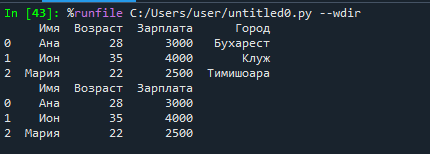 In [43]: %runfile C:/Users/user/untitled0.py --wdir
Имя Возраст Зарплата Город
0 Ана 28 3000 Бухарест
1 Ион 35 4000 Клуж
2 Мария 22 2500 Тимишоара
Имя Возраст Зарплата
0 Ана 28 3000
1 Ион 35 4000
2 Мария 22 2500